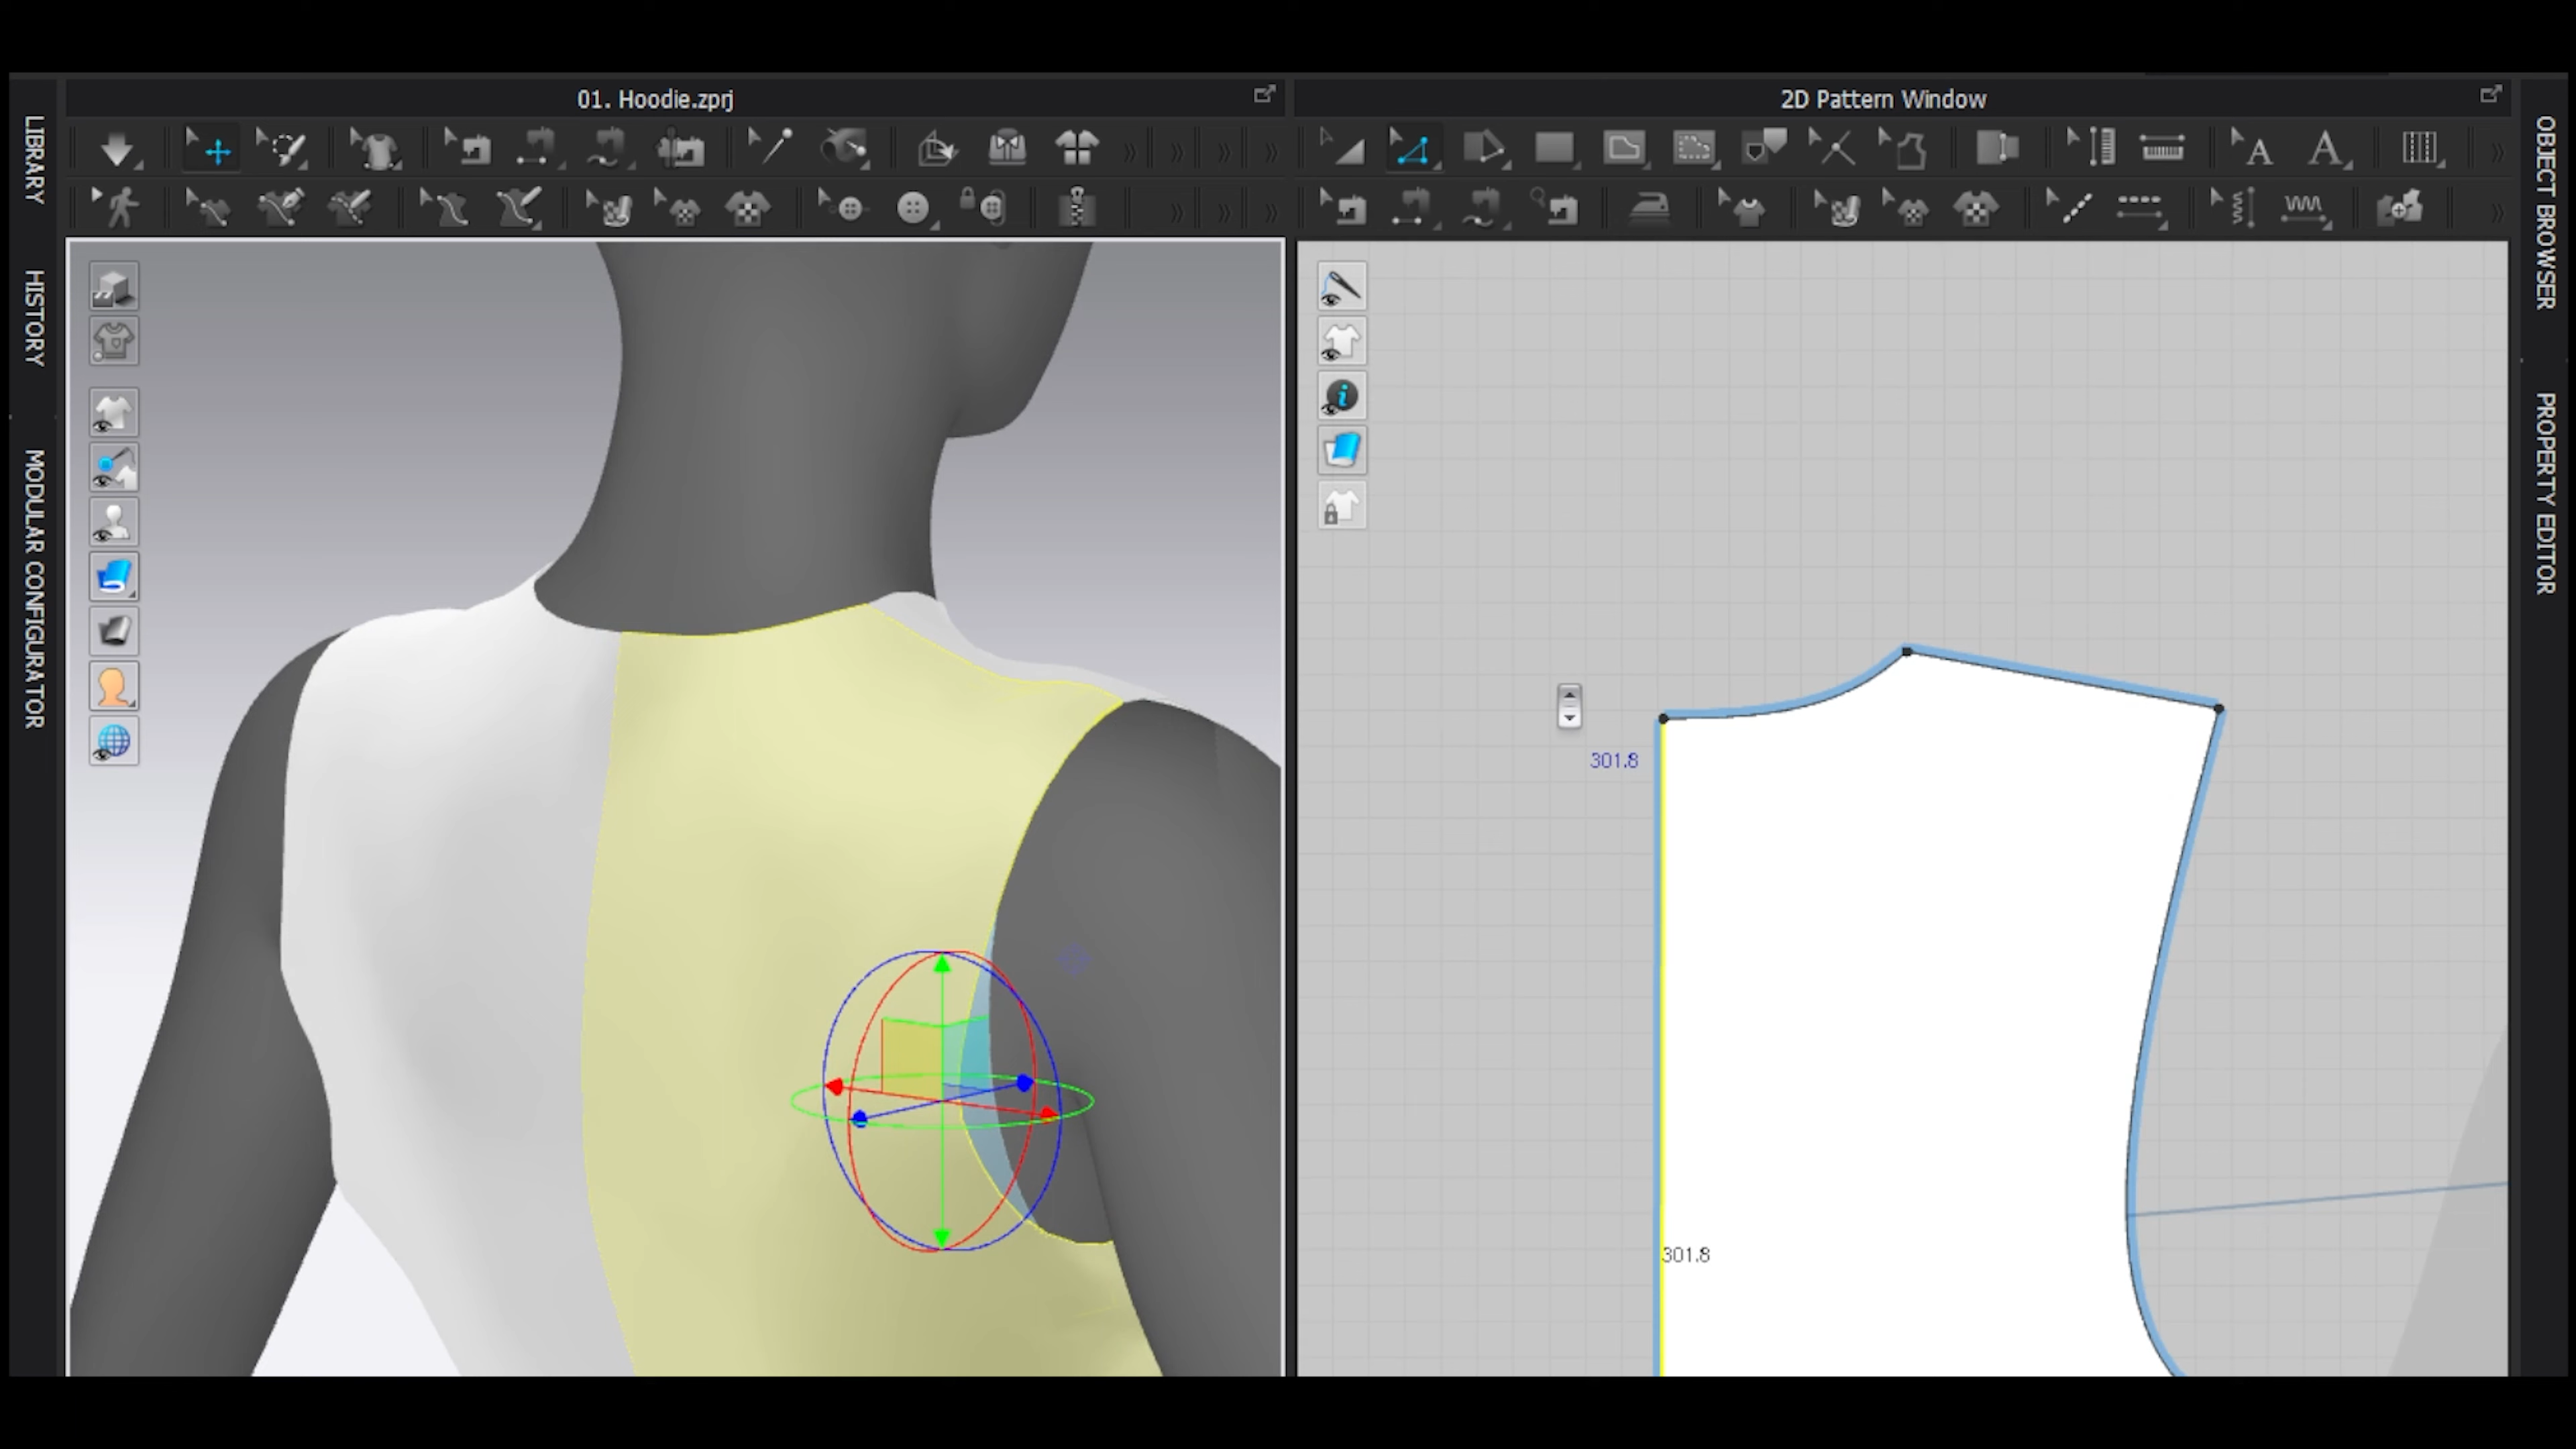 01. Hoodie.zprj
2D Pattern Window
LIBRARY
HISTORY
MODULAR CONFIGURATOR
OBJECT BROWSER
PROPERTY EDITOR
A
A
301.8
301.8